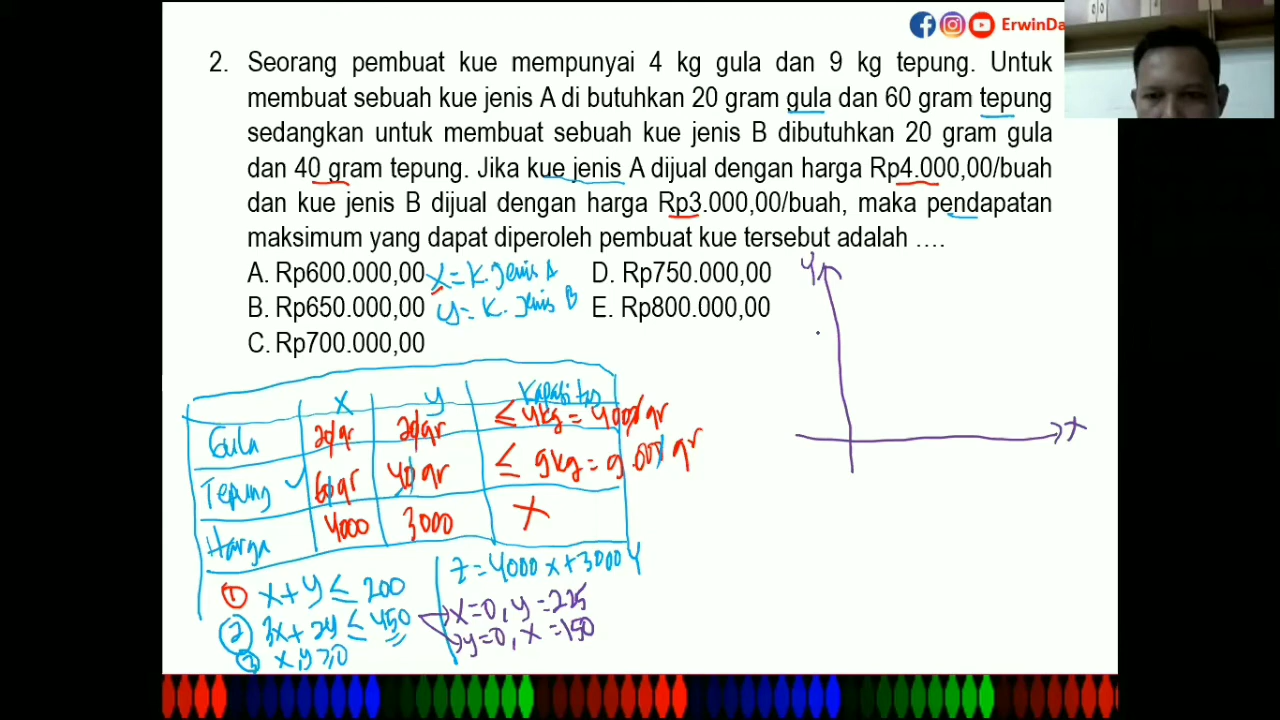 ErwinDa
2. Seorang pembuat kue mempunyai 4 kg gula dan 9 kg tepung. Untuk
membuat sebuah kue jenis A di butuhkan 20 gram gula dan 60 gram tepung
sedangkan untuk membuat sebuah kue jenis B dibutuhkan 20 gram gula
dan 40 gram tepung. Jika kue jenis A dijual dengan harga Rp4.000,00/buah
dan kue jenis B dijual dengan harga Rp3.000,00/buah, maka pendapatan
maksimum yang dapat diperoleh pembuat kue tersebut adalah ....
A. Rp600.000,00 x = K. Jenis A D. Rp750.000,00
B. Rp650.000,00 y = K. Jenis B E. Rp800.000,00
C. Rp700.000,00
y
x
x y Kapasitas
Gula 20 gr 20 gr ≤ 4kg = 4000 gr
Tepung 60 gr 40 gr ≤ 9kg = 9.000 gr
Harga 4000 3000 x
① x + y ≤ 200
② 3x + 2y ≤ 450
③ x, y ≥ 0
z = 4000 x + 3000 y
x = 0, y = 225
y = 0, x = 150